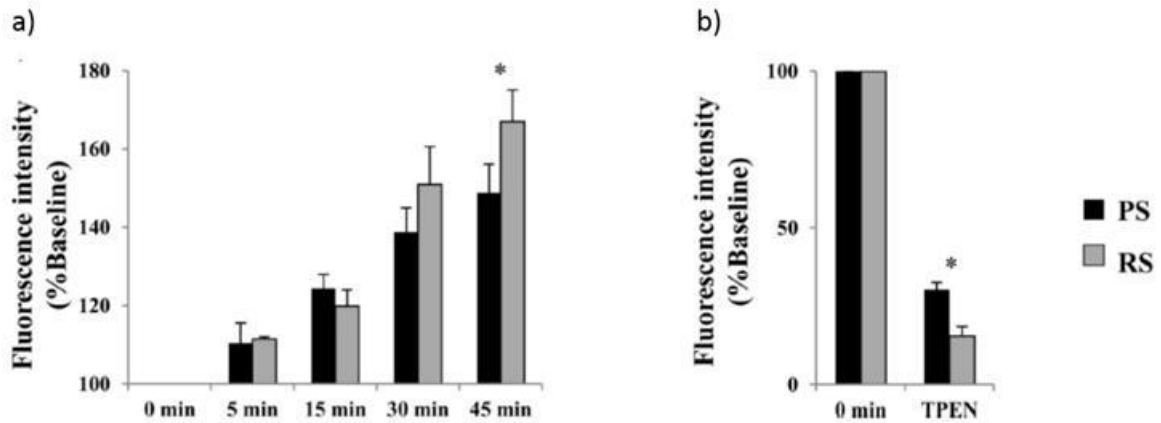 a)
Fluorescence intensity
(%Baseline)
180
160
140
120
100
*
0 min 5 min 15 min 30 min 45 min
b)
Fluorescence intensity
(%Baseline)
100
50
0
*
0 min TPEN
PS
RS